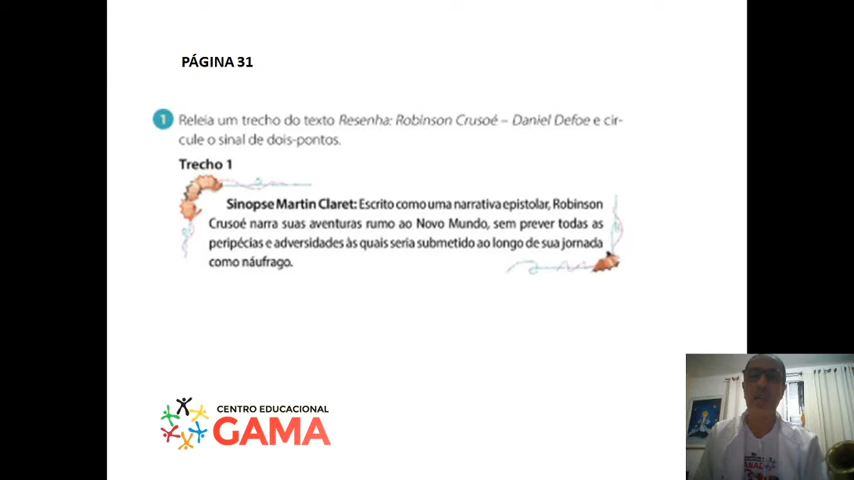 PÁGINA 31
1 Releia um trecho do texto Resenha: Robinson Crusoé – Daniel Defoe e cir-
cule o sinal de dois-pontos.
Trecho 1
Sinopse Martin Claret: Escrito como uma narrativa epistolar, Robinson
Crusoé narra suas aventuras rumo ao Novo Mundo, sem prever todas as
peripécias e adversidades às quais seria submetido ao longo de sua jornada
como náufrago.
CENTRO EDUCACIONAL
GAMA